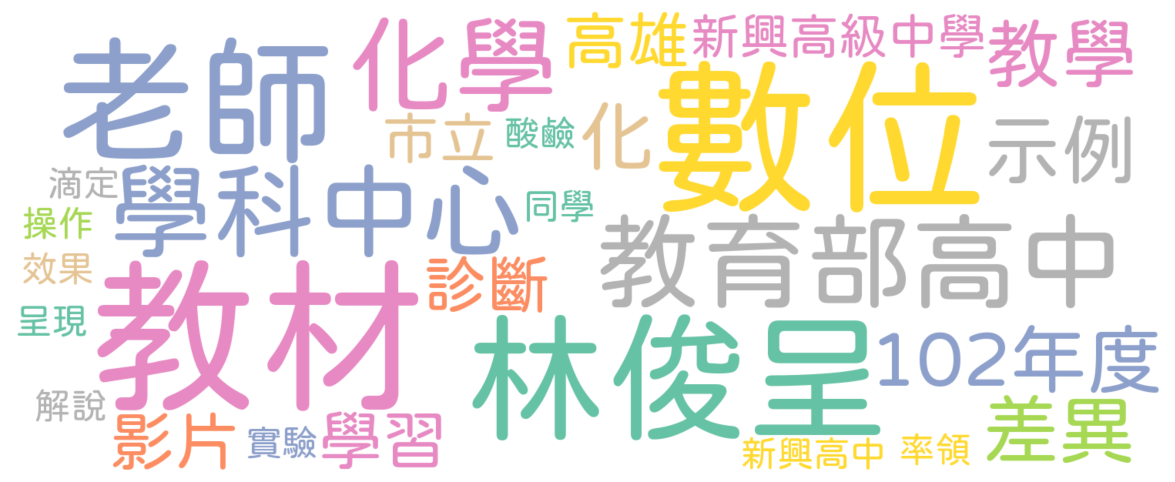 化學
高雄
新興高級中學
教學
老師
數位
市立
酸鹼
化
示例
滴定
學科中心
同學
操作
教育部高中
效果
教材
診斷
呈現
林俊呈
102年度
解說
影片
實驗
學習
差異
新興高中
率領